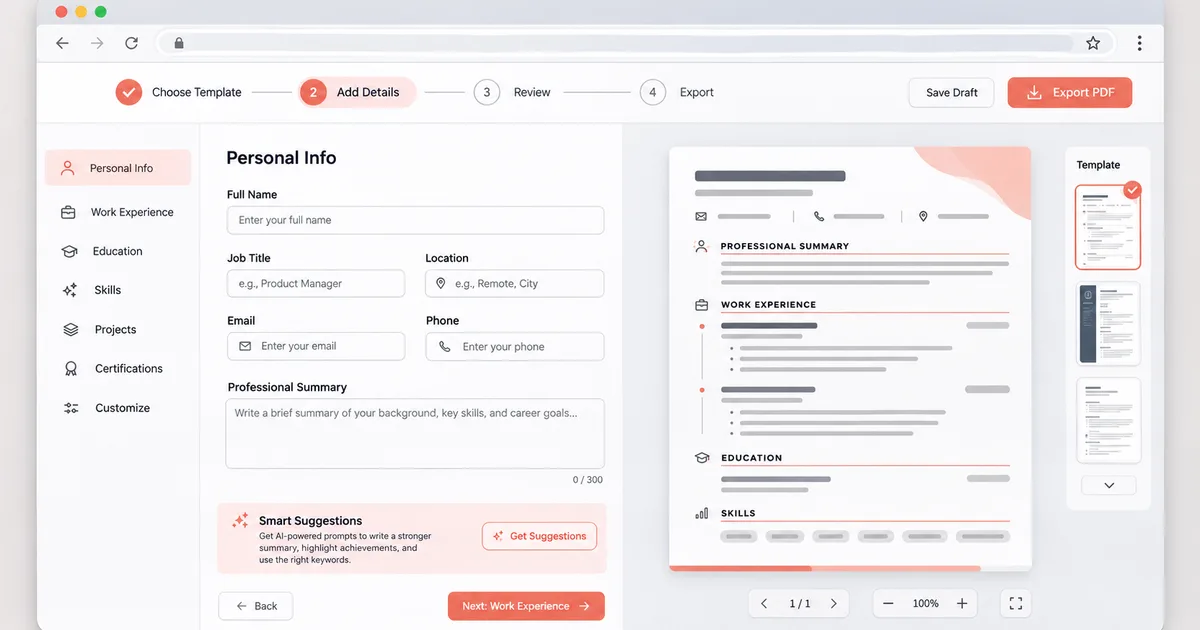 Choose Template
2
Add Details
3
Review
4
Export
Save Draft
Export PDF
Personal Info
Work Experience
Education
Skills
Projects
Certifications
Customize
Personal Info
Full Name
Enter your full name
Job Title
Location
e.g., Product Manager
e.g., Remote, City
Email
Phone
Enter your email
Enter your phone
Professional Summary
Write a brief summary of your background, key skills, and career goals...
0 / 300
Smart Suggestions
Get AI-powered prompts to write a stronger
summary, highlight achievements, and
use the right keywords.
Get Suggestions
Back
Next: Work Experience
PROFESSIONAL SUMMARY
WORK EXPERIENCE
EDUCATION
SKILLS
1 / 1
100%
Template